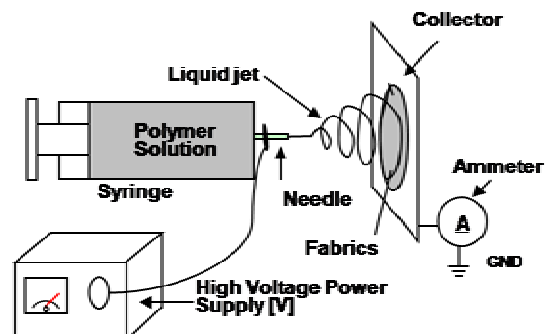 Collector
Liquid jet
Polymer
Solution
Syringe
Needle
Ammeter
A
Fabrics
GND
High Voltage Power
Supply [V]